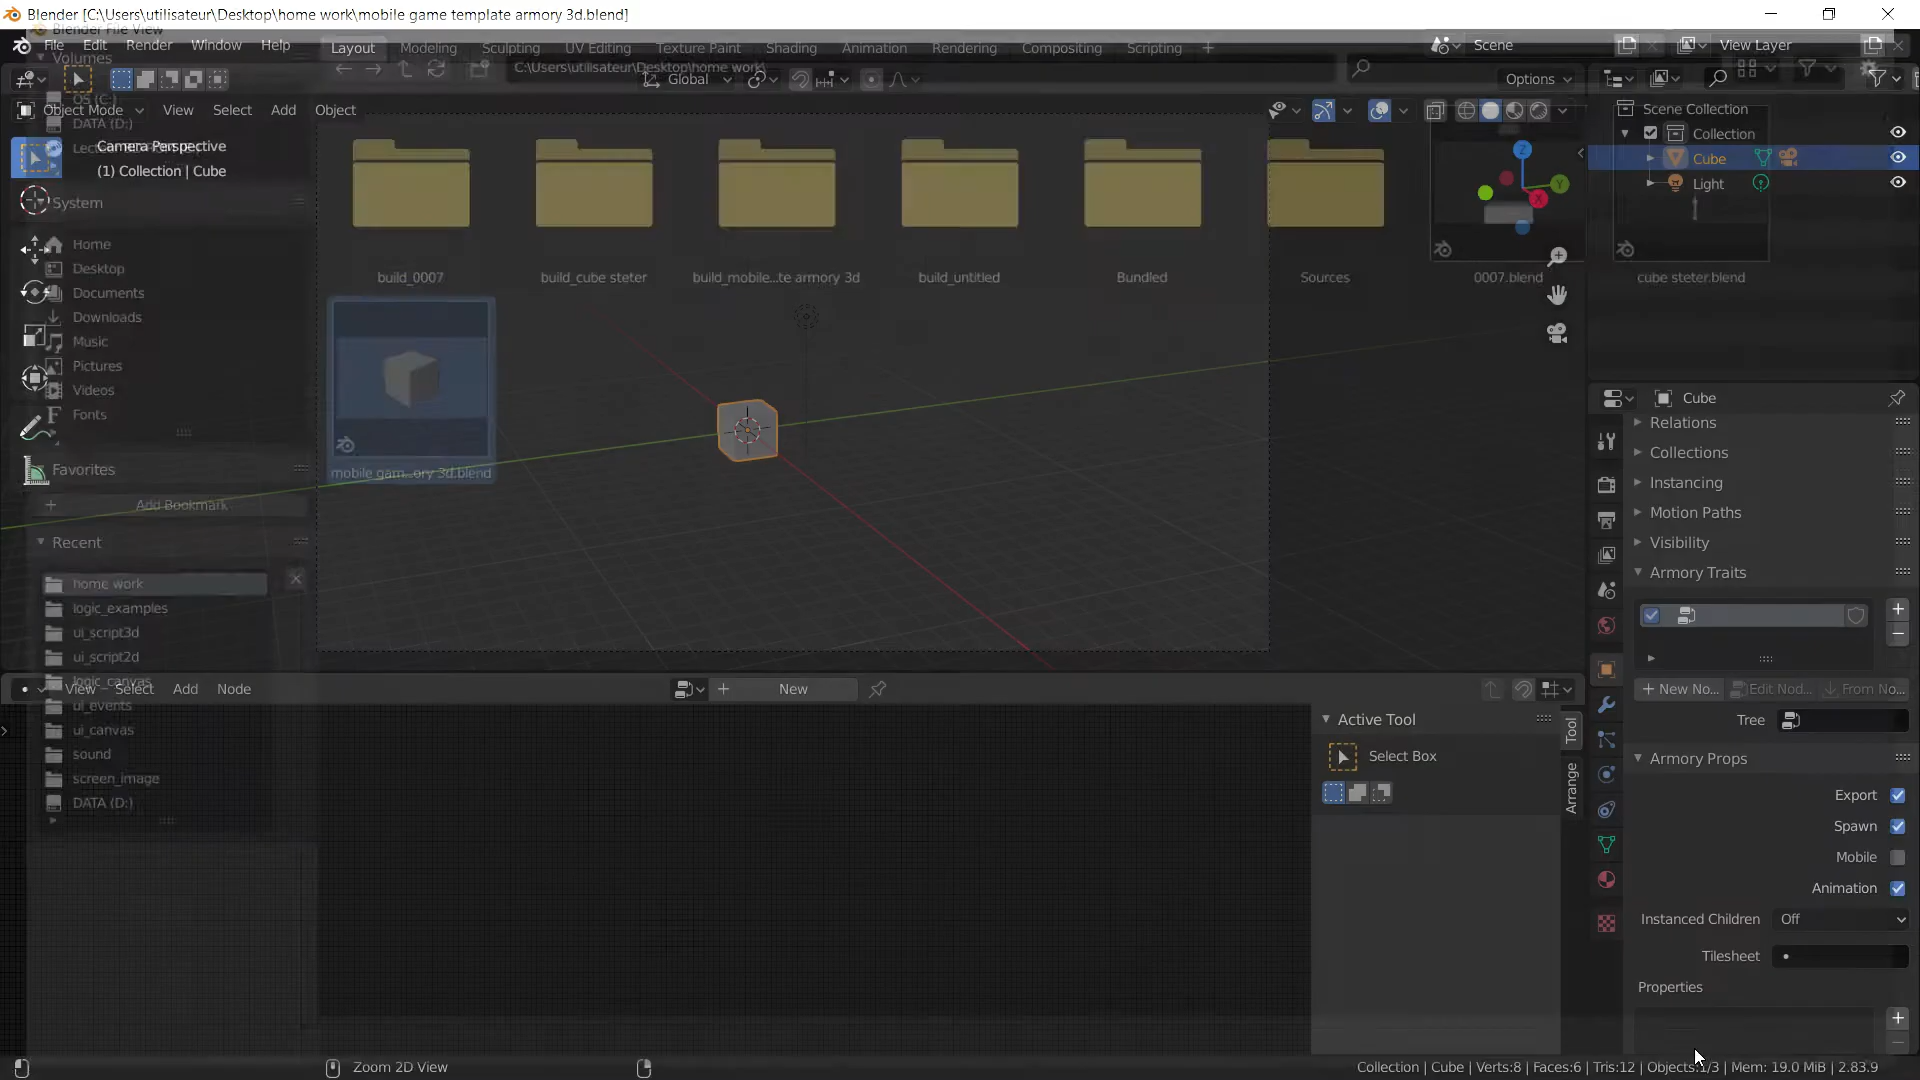 Blender [C:\Users\utilisateur\Desktop\home work\mobile game template armory 3d.blend]
Blender File View
File Edit Render Window Help
Layout Modeling Sculpting UV Editing Texture Paint Shading Animation Rendering Compositing Scripting
Scene
View Layer
Volumes
C:\Users\utilisateur\Desktop\home work\
Global
Options
OS (C:)
Object Mode View Select Add Object
Scene Collection
DATA (D:)
Collection
Camera Perspective
(1) Collection | Cube
Cube
Light
System
Home
Desktop
Documents
Downloads
Music
Pictures
Videos
Fonts
build_0007
build_cube steter
build_mobile...te armory 3d
build_untitled
Bundled
Sources
0007.blend
cube steter.blend
mobile gam...ory 3d.blend
Z
Y
X
Favorites
Add Bookmark
Recent
home work
logic_examples
ui_script3d
ui_script2d
logic_canvas
ui_events
ui_canvas
sound
screen_image
DATA (D:)
View Select Add Node
New
Active Tool
Select Box
Tool
Arrange
Cube
Relations
Collections
Instancing
Motion Paths
Visibility
Armory Traits
New No...
Edit Nod...
From No...
Tree
Armory Props
Export
Spawn
Mobile
Animation
Instanced Children Off
Tilesheet
Properties
Zoom 2D View
Collection | Cube | Verts:8 | Faces:6 | Tris:12 | Objects:1/3 | Mem: 19.0 MiB | 2.83.9